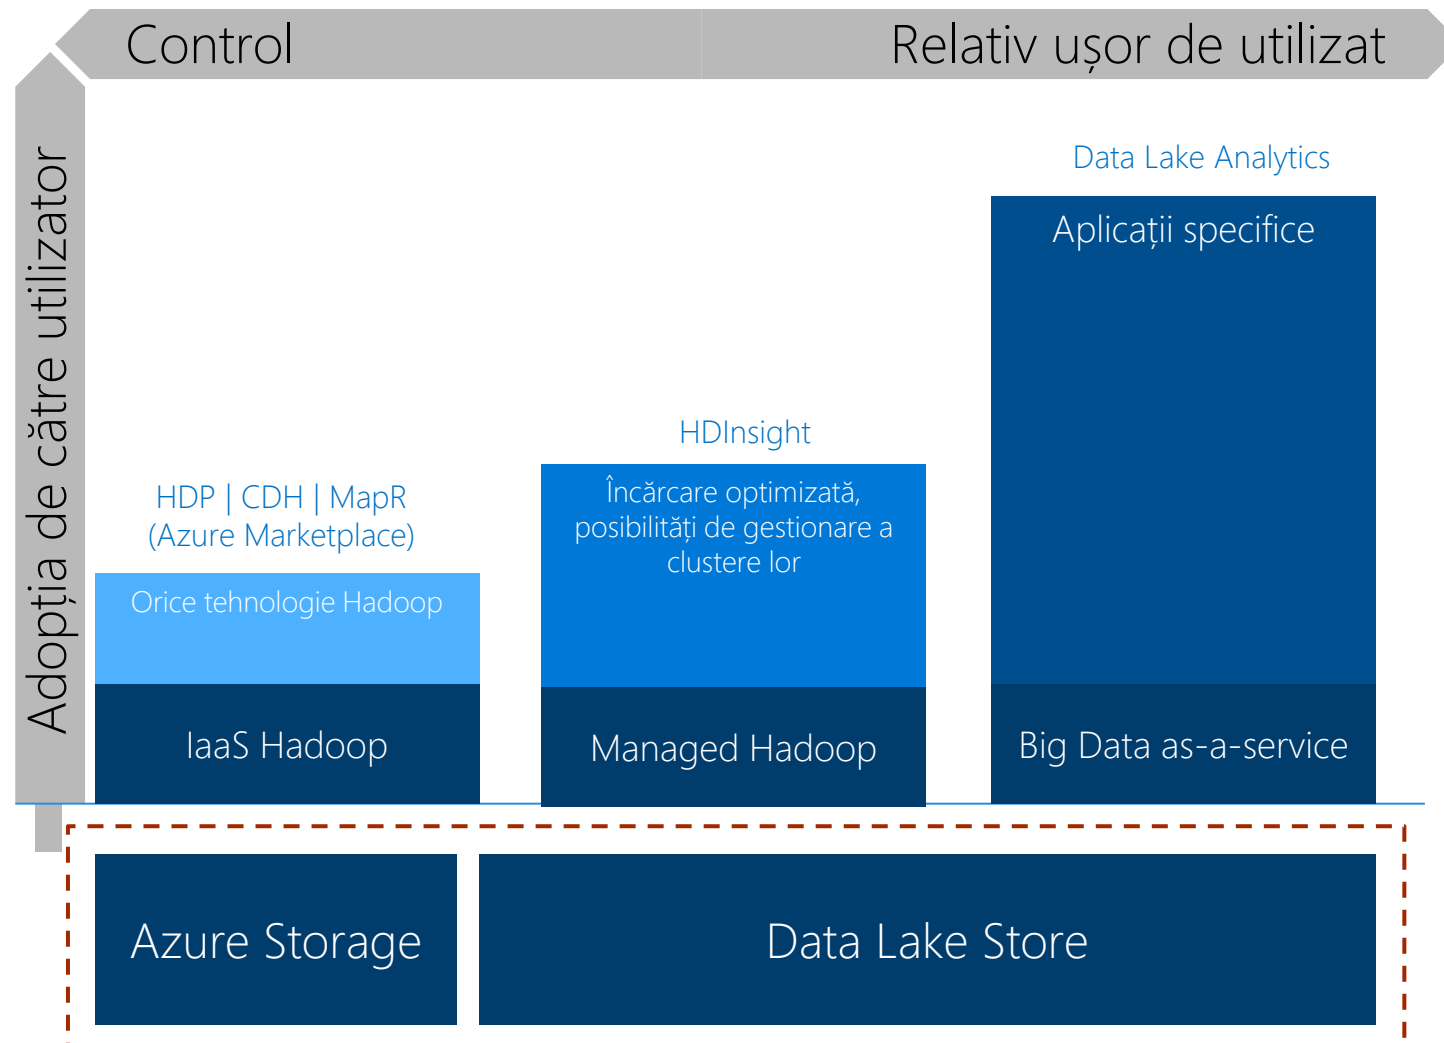 Control
Relativ ușor de utilizat
Adopția de către utilizator
Data Lake Analytics
Aplicații specifice
HDInsight
Încărcare optimizată,
posibilități de gestionare a
clustere lor
HDP | CDH | MapR
(Azure Marketplace)
Orice tehnologie Hadoop
IaaS Hadoop
Managed Hadoop
Big Data as-a-service
Azure Storage
Data Lake Store